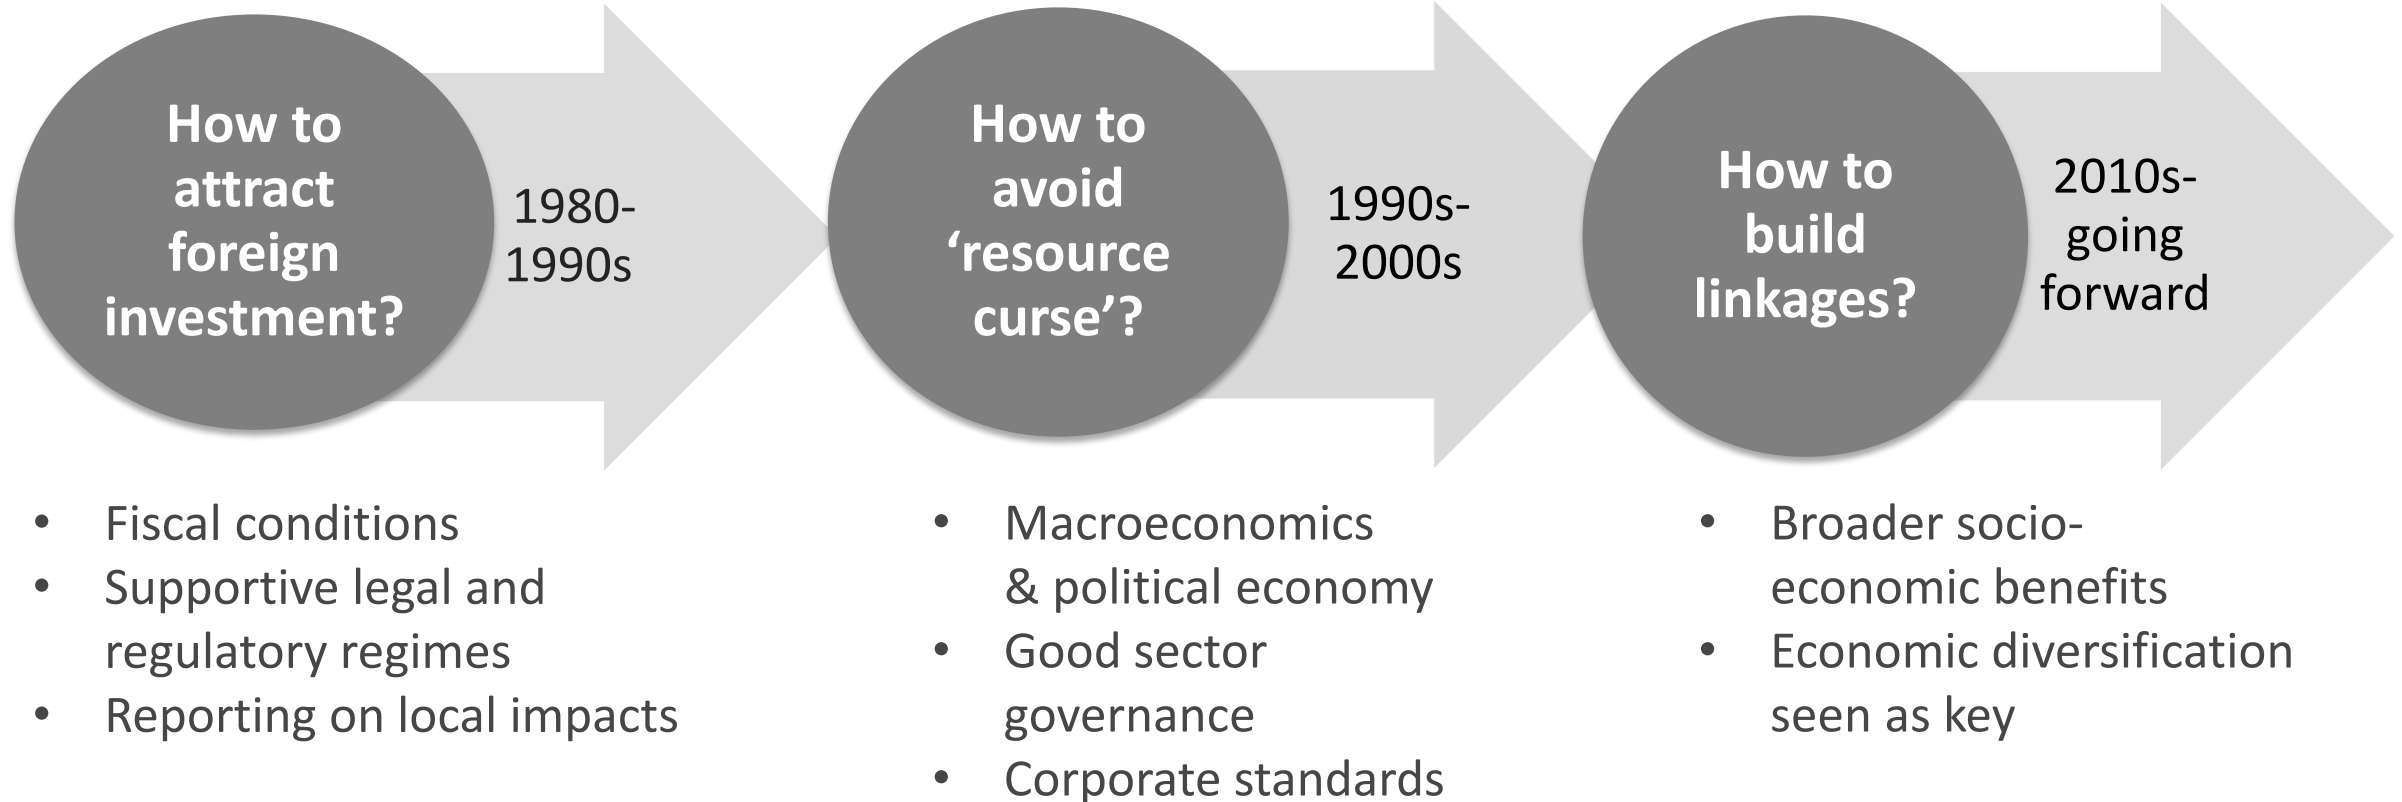 How to
attract
foreign
investment?
1980-
1990s
How to
avoid
‘resource
curse’?
1990s-
2000s
How to
build
linkages?
2010s-
going
forward
• Fiscal conditions
• Supportive legal and
regulatory regimes
• Reporting on local impacts
• Macroeconomics
& political economy
• Good sector
governance
• Corporate standards
• Broader socio-
economic benefits
• Economic diversification
seen as key